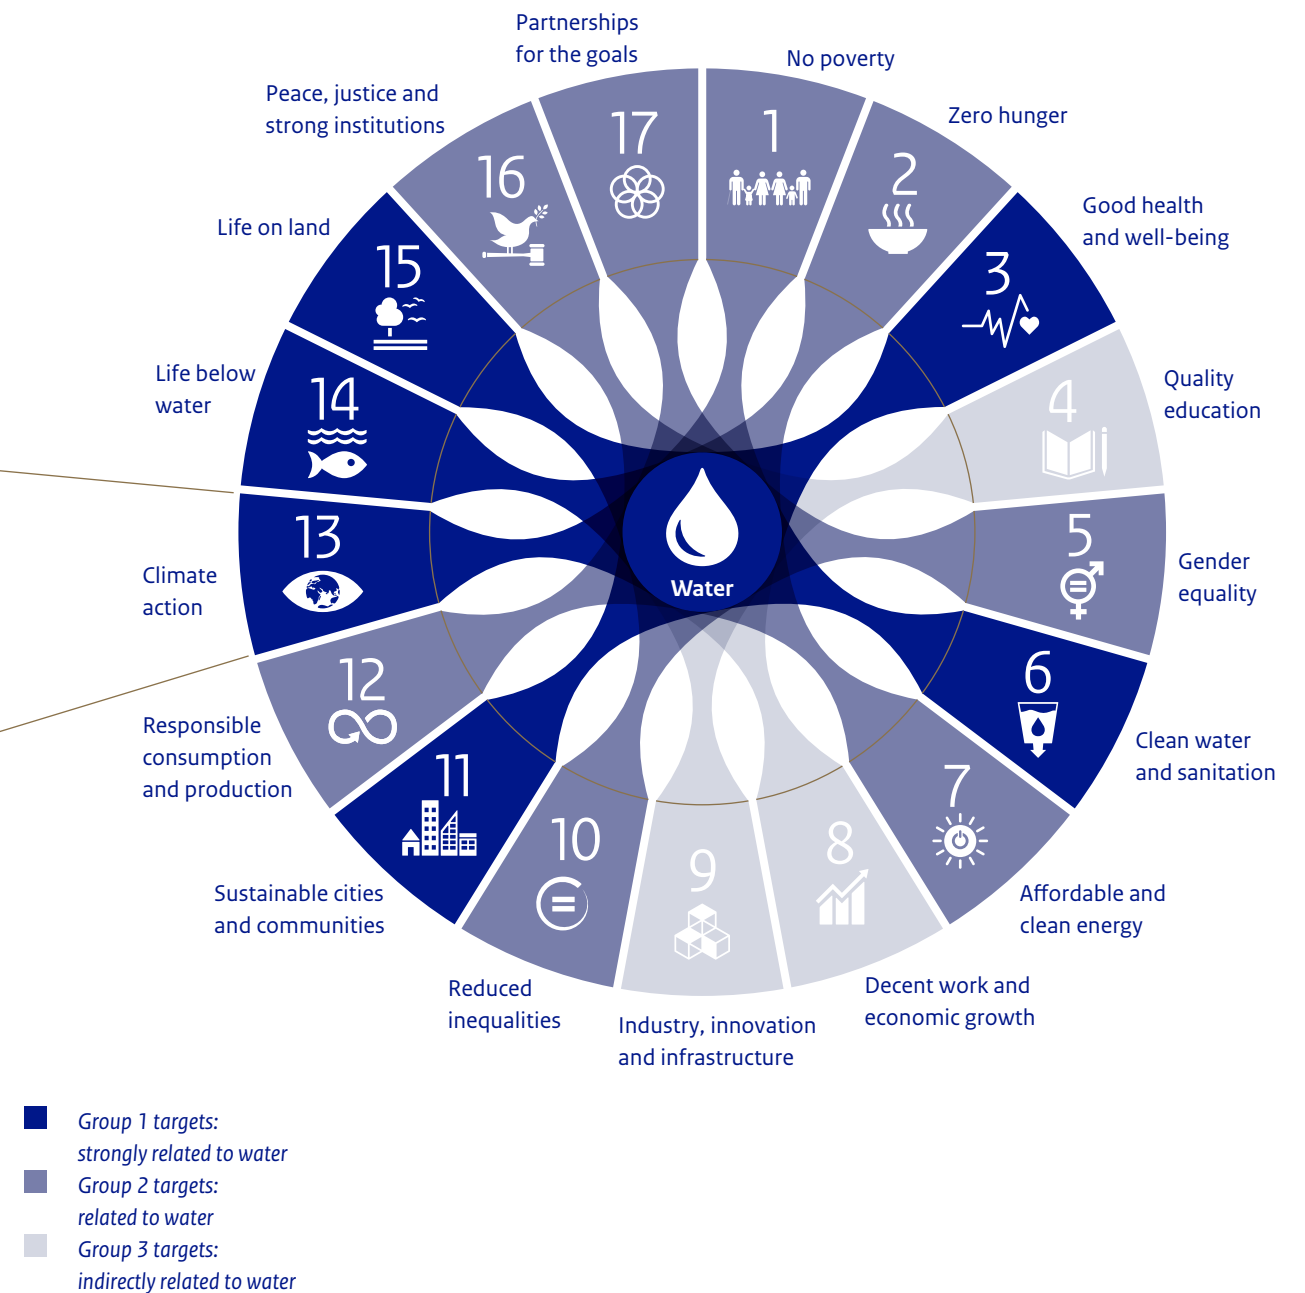 Partnerships
for the goals
No poverty
Peace, justice and
strong institutions
Zero hunger
17
1
16
2
Good health
and well-being
Life on land
15
3
Life below
water
14
Quality
education
4
13
5
Climate
action
Gender
equality
Water
12
6
Responsible
consumption
and production
Clean water
and sanitation
11
7
10
8
9
Sustainable cities
and communities
Affordable and
clean energy
Reduced
inequalities
Decent work and
economic growth
Industry, innovation
and infrastructure
Group 1 targets:
strongly related to water
Group 2 targets:
related to water
Group 3 targets:
indirectly related to water